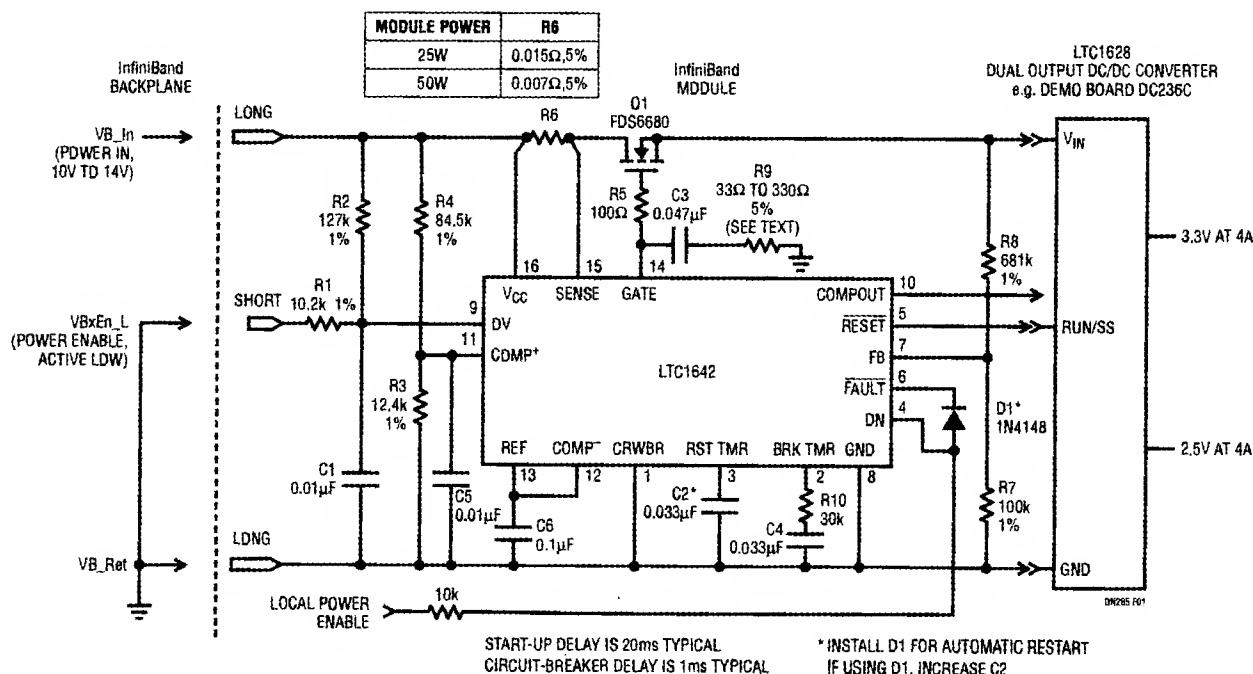 MODULE POWER R6
25W 0.015Ω,5%
50W 0.007Ω,5%
InfiniBand
BACKPLANE
InfiniBand
MDDULE
LTC1628
DUAL OUTPUT DC/DC CONVERTER
e.g. DEMO BOARD DC236C
VB_In
(PDWER IN,
10V TD 14V)
LONG
R6
Q1
FDS6680
VIN
R2
127k
1%
R4
84.5k
1%
R5
100Ω
C3
0.047µF
R9
33Ω TO 330Ω
5%
(SEE TEXT)
R8
681k
1%
3.3V AT 4A
16 15 14
VCC SENSE GATE
VBxEn_L
(POWER ENABLE,
ACTIVE LDW)
SHORT
R1
10.2k 1%
9
DV
11
COMP+
LTC1642
COMPOUT
10
RESET
5
RUN/SS
FB
7
FAULT
6
DN
4
D1*
1N4148
R3
12.4k
1%
REF COMP– CRWBR RST TMR BRK TMR GND
13 12 1 3 2 8
2.5V AT 4A
C1
0.01µF
C5
0.01µF
C6
0.1µF
C2*
0.033µF
R10
30k
C4
0.033µF
R7
100k
1%
VB_Ret
LDNG
GND
LOCAL POWER
ENABLE
10k
DN285 F01
START-UP DELAY IS 20ms TYPICAL
CIRCUIT-BREAKER DELAY IS 1ms TYPICAL
* INSTALL D1 FOR AUTOMATIC RESTART
IF USING D1, INCREASE C2